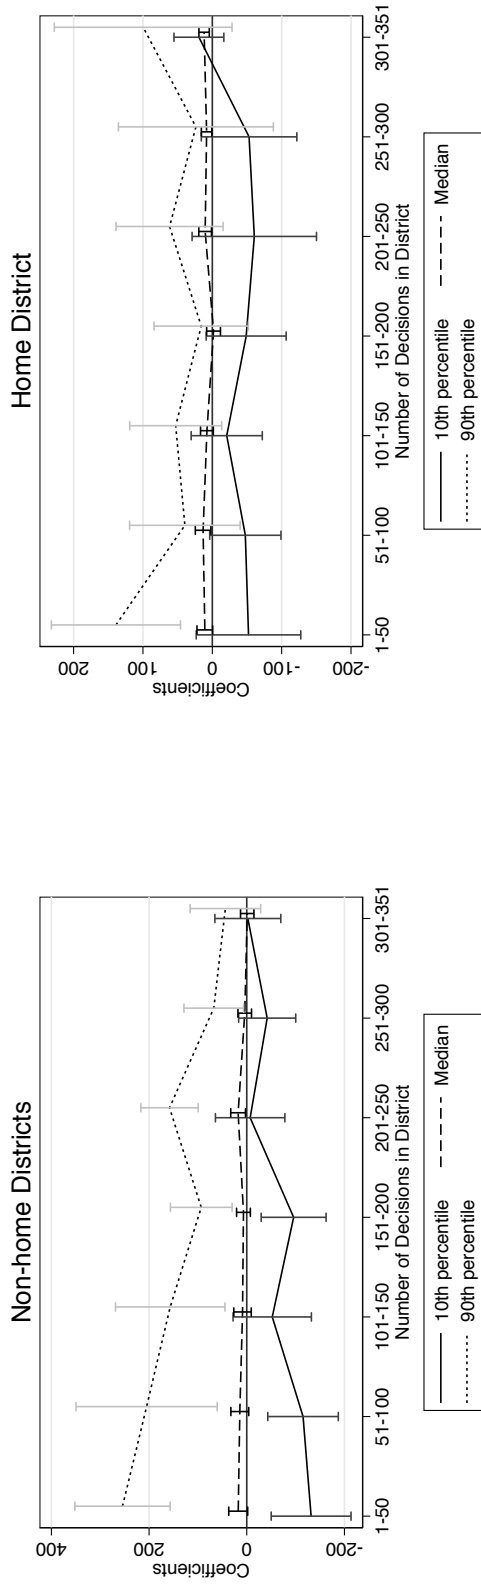 Non-home Districts
400
200
0
-200
Coefficients
1-50 51-100 101-150 151-200 201-250 251-300 301-351
Number of Decisions in District
10th percentile Median
90th percentile
Home District
200
100
0
-100
-200
Coefficients
1-50 51-100 101-150 151-200 201-250 251-300 301-351
Number of Decisions in District
10th percentile Median
90th percentile